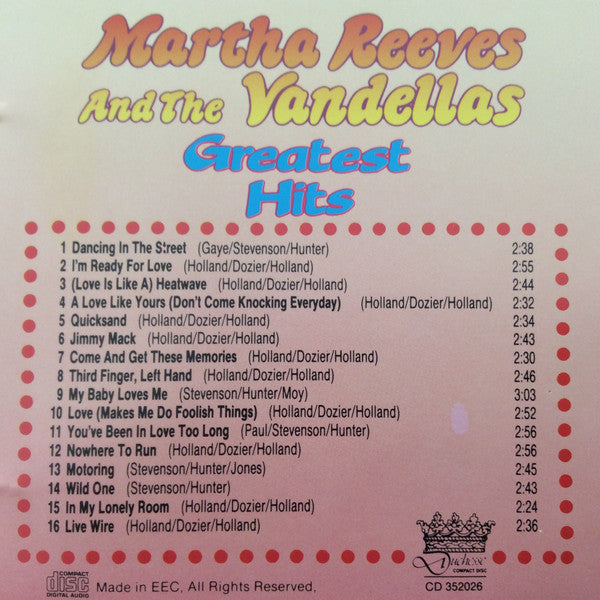 Martha Reeves
And The Vandellas
Greatest
Hits
1 Dancing In The Street (Gaye/Stevenson/Hunter) 2:38
2 I'm Ready For Love (Holland/Dozier/Holland) 2:55
3 (Love Is Like A) Heatwave (Holland/Dozier/Holland) 2:44
4 A Love Like Yours (Don't Come Knocking Everyday) (Holland/Dozier/Holland) 2:32
5 Quicksand (Holland/Dozier/Holland) 2:34
6 Jimmy Mack (Holland/Dozier/Holland) 2:43
7 Come And Get These Memories (Holland/Dozier/Holland) 2:30
8 Third Finger, Left Hand (Holland/Dozier/Holland) 2:46
9 My Baby Loves Me (Stevenson/Hunter/Moy) 3:03
10 Love (Makes Me Do Foolish Things) (Holland/Dozier/Holland) 2:52
11 You've Been In Love Too Long (Paul/Stevenson/Hunter) 2:56
12 Nowhere To Run (Holland/Dozier/Holland) 2:56
13 Motoring (Stevenson/Hunter/Jones) 2:45
14 Wild One (Stevenson/Hunter) 2:43
15 In My Lonely Room (Holland/Dozier/Holland) 2:24
16 Live Wire (Holland/Dozier/Holland) 2:36
COMPACT
disc
DIGITAL AUDIO
Made in EEC, All Rights Reserved.
Duchesse
COMPACT DISC
CD 352026